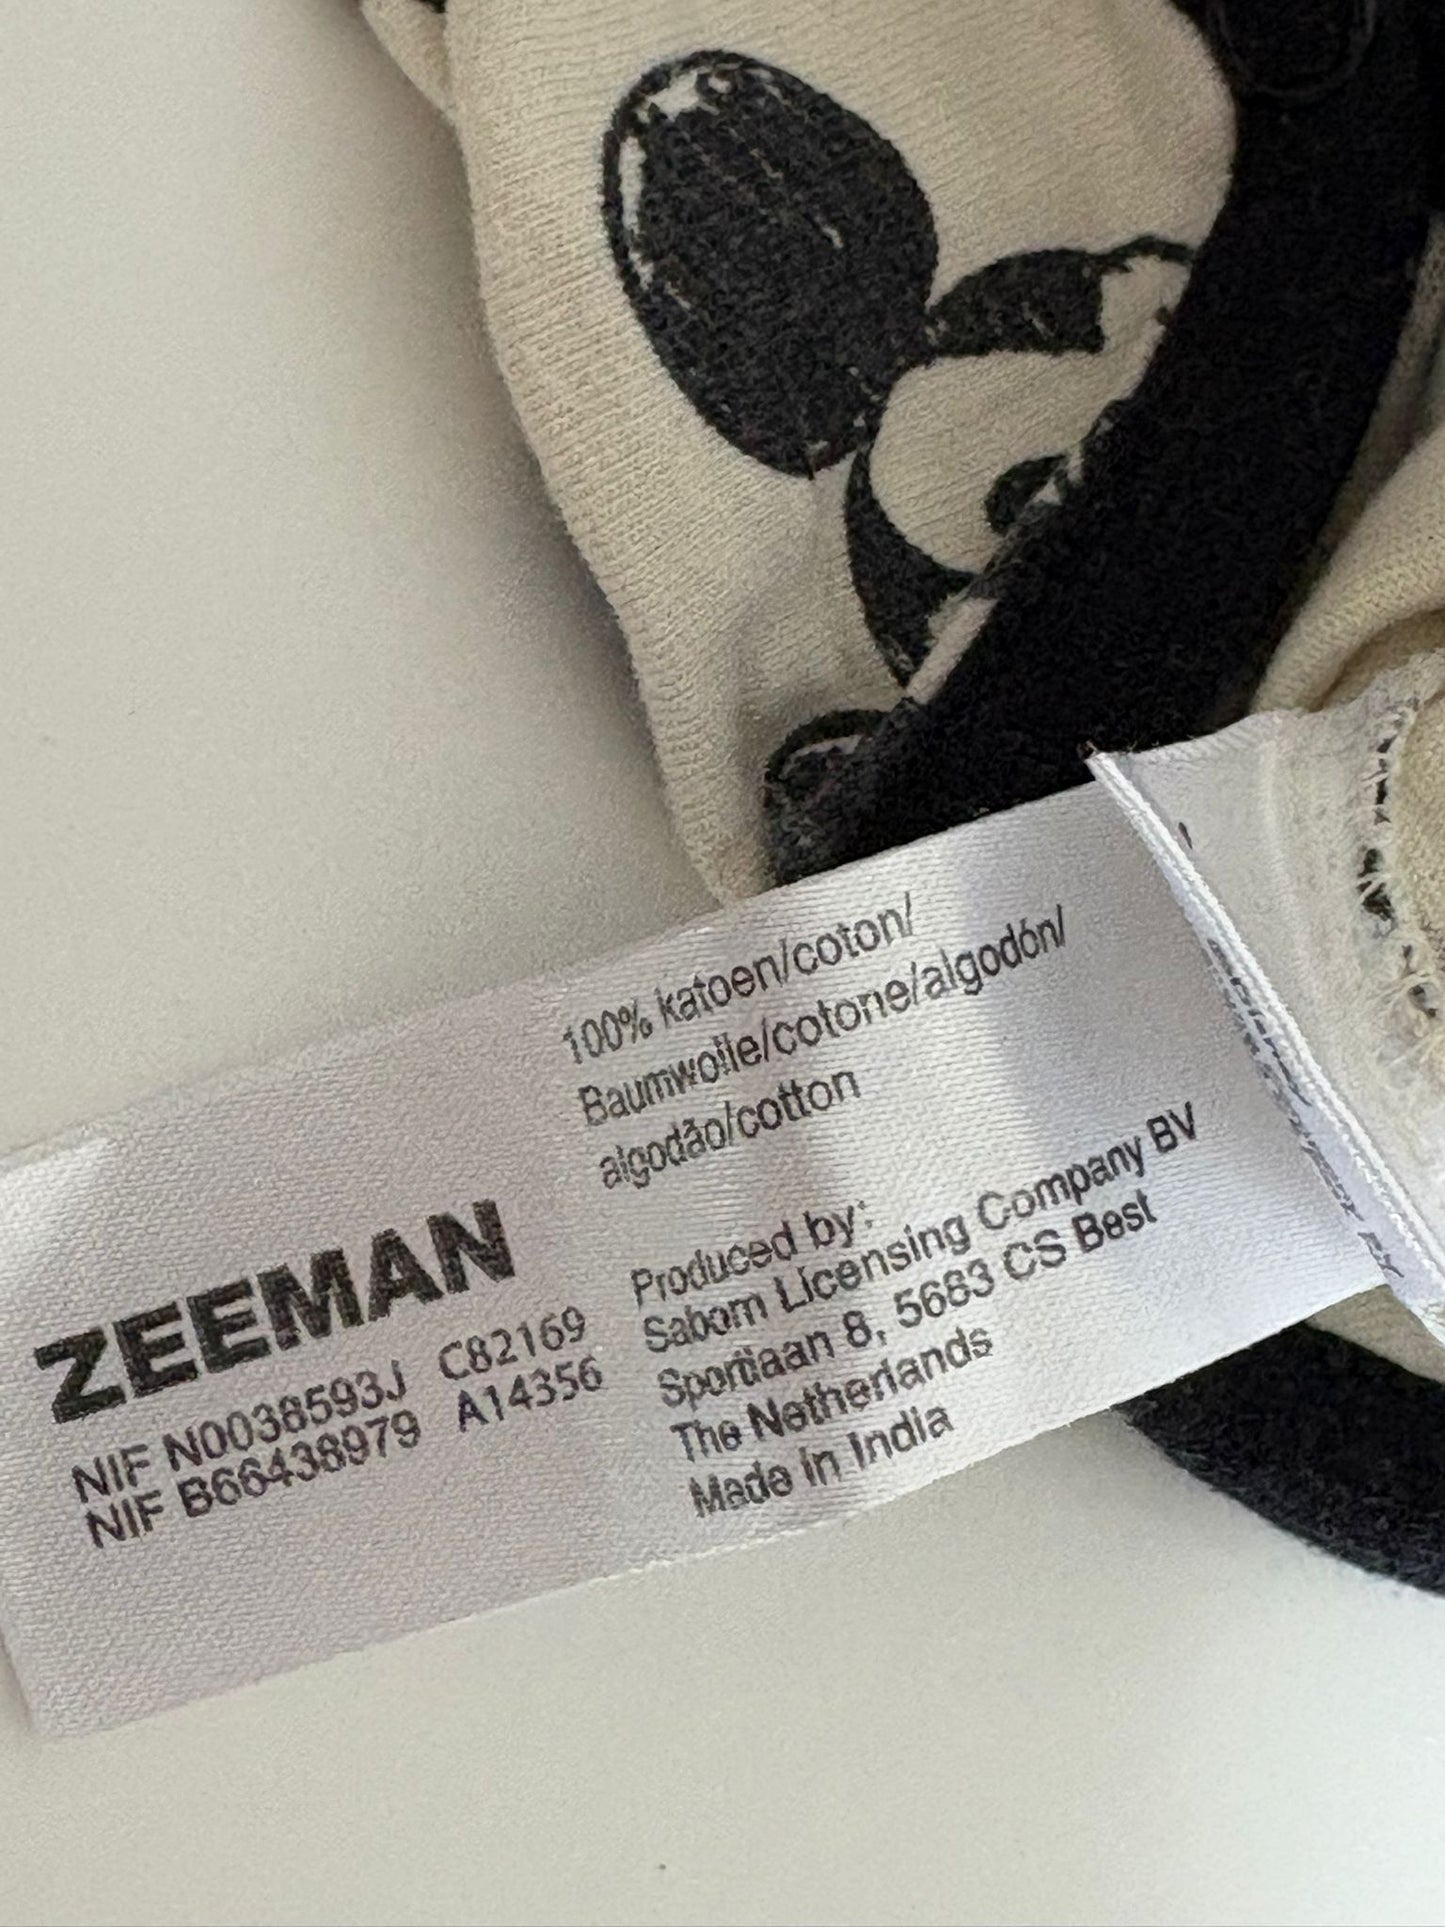 100% katoen/coton/
Baumwolle/cotone/algodón/
algodão/cotton
ZEEMAN
NIF N0038593J C82169
NIF B66438979 A14356
Produced by:
Sabom Licensing Company BV
Sportlaan 8, 5683 CS Best
The Netherlands
Made in India